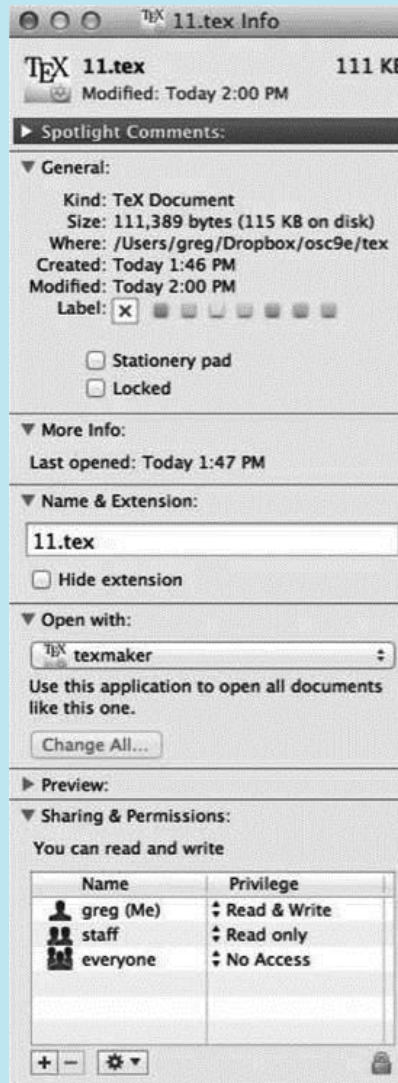 TEX 11.tex Info
TEX 11.tex 111 KB
Modified: Today 2:00 PM
Spotlight Comments:
General:
Kind: TeX Document
Size: 111,389 bytes (115 KB on disk)
Where: /Users/greg/Dropbox/osc9e/tex
Created: Today 1:46 PM
Modified: Today 2:00 PM
Label:
Stationery pad
Locked
More Info:
Last opened: Today 1:47 PM
Name & Extension:
11.tex
Hide extension
Open with:
TEX texmaker
Use this application to open all documents
like this one.
Change All...
Preview:
Sharing & Permissions:
You can read and write
Name Privilege
greg (Me) Read & Write
staff Read only
everyone No Access